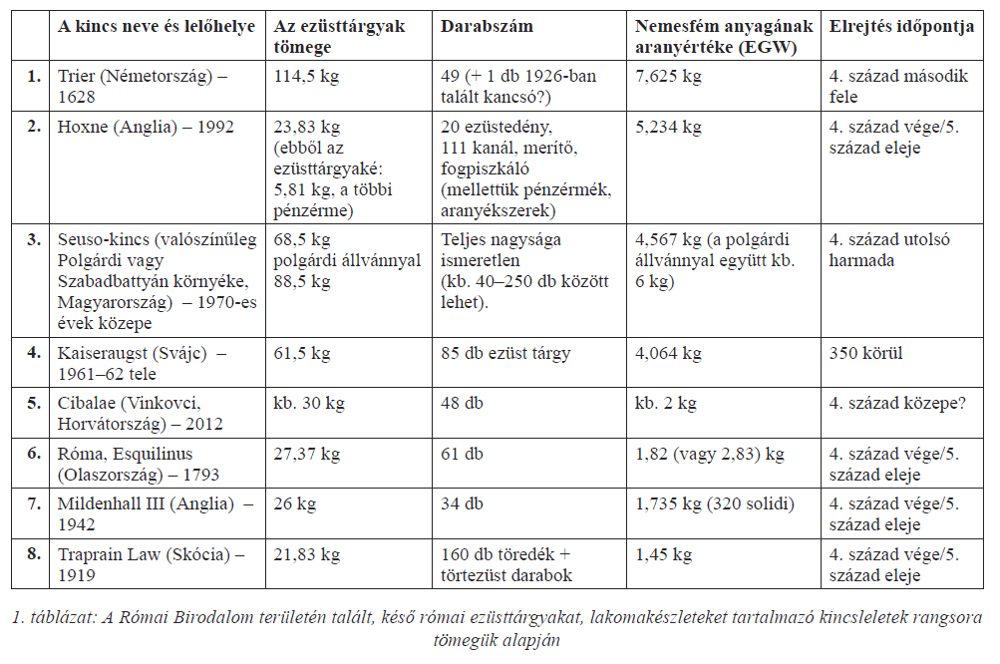 A kincs neve és lelőhelye
Az ezüsttárgyak
tömege
Darabszám
Nemesfém anyagának
aranyértéke (EGW)
Elrejtés időpontja
1.
Trier (Németország) –
1628
114,5 kg
49 (+ 1 db 1926-ban
talált kancsó?)
7,625 kg
4. század második
fele
2.
Hoxne (Anglia) – 1992
23,83 kg
(ebből az
ezüsttárgyaké:
5,81 kg, a többi
pénzérme)
20 ezüstedény,
111 kanál, merítő,
fogpiszkáló
(mellettük pénzérmék,
aranyékszerek)
5,234 kg
4. század vége/5.
század eleje
3.
Seuso-kincs (valószínűleg
Polgárdi vagy
Szabadbattyán környéke,
Magyarország) – 1970-es
évek közepe
68,5 kg
polgárdi állvánnyal
88,5 kg
Teljes nagysága
ismeretlen
(kb. 40–250 db között
lehet).
4,567 kg (a polgárdi
állvánnyal együtt kb.
6 kg)
4. század utolsó
harmada
4.
Kaiseraugst (Svájc) –
1961–62 tele
61,5 kg
85 db ezüst tárgy
4,064 kg
350 körül
5.
Cibalae (Vinkovci,
Horvátország) – 2012
kb. 30 kg
48 db
kb. 2 kg
4. század közepe?
6.
Róma, Esquilinus
(Olaszország) – 1793
27,37 kg
61 db
1,82 (vagy 2,83) kg
4. század vége/5.
század eleje
7.
Mildenhall III (Anglia) –
1942
26 kg
34 db
1,735 kg (320 solidi)
4. század vége/5.
század eleje
8.
Traprain Law (Skócia) –
1919
21,83 kg
160 db töredék +
törtezüst darabok
1,45 kg
4. század vége/5.
század eleje
1. táblázat: A Római Birodalom területén talált, késő római ezüsttárgyakat, lakomakészleteket tartalmazó kincsleletek rangsora
tömegük alapján